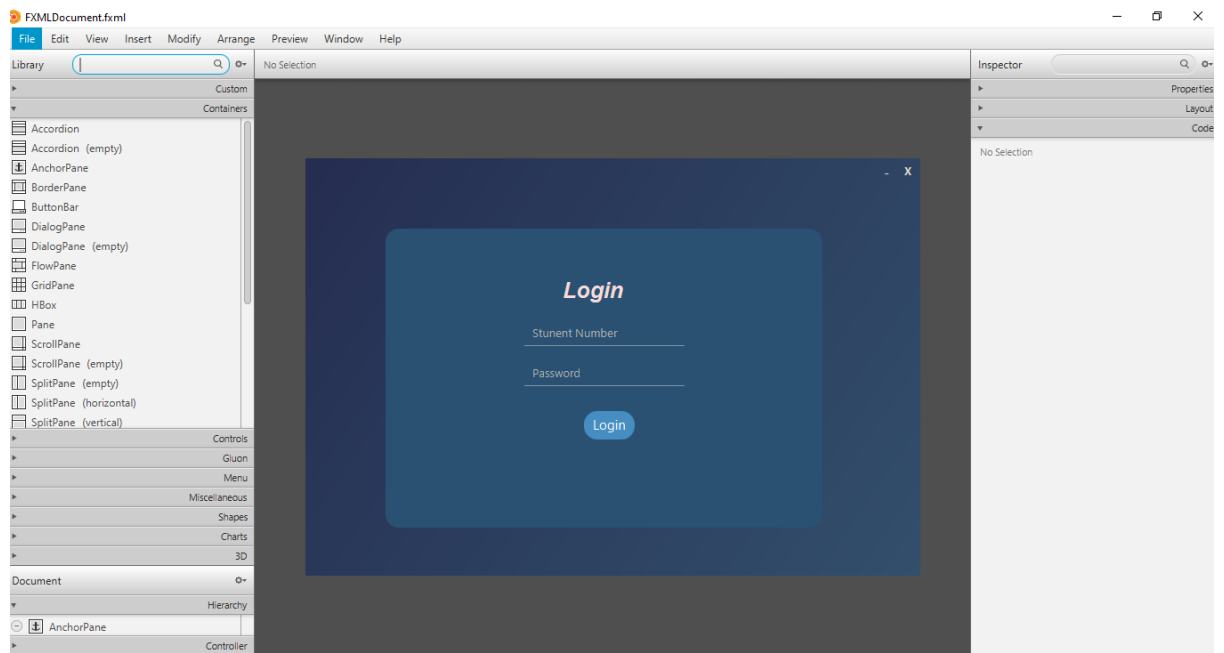 FXMLDocument.fxml
File Edit View Insert Modify Arrange Preview Window Help
Library
No Selection
Inspector
Custom
Containers
Accordion
Accordion (empty)
AnchorPane
BorderPane
ButtonBar
DialogPane
DialogPane (empty)
FlowPane
GridPane
HBox
Pane
ScrollPane
ScrollPane (empty)
SplitPane (empty)
SplitPane (horizontal)
SplitPane (vertical)
Controls
Gluon
Menu
Miscellaneous
Shapes
Charts
3D
Document
Hierarchy
AnchorPane
Controller
- X
Login
Stunent Number
Password
Login
Properties
Layout
Code
No Selection